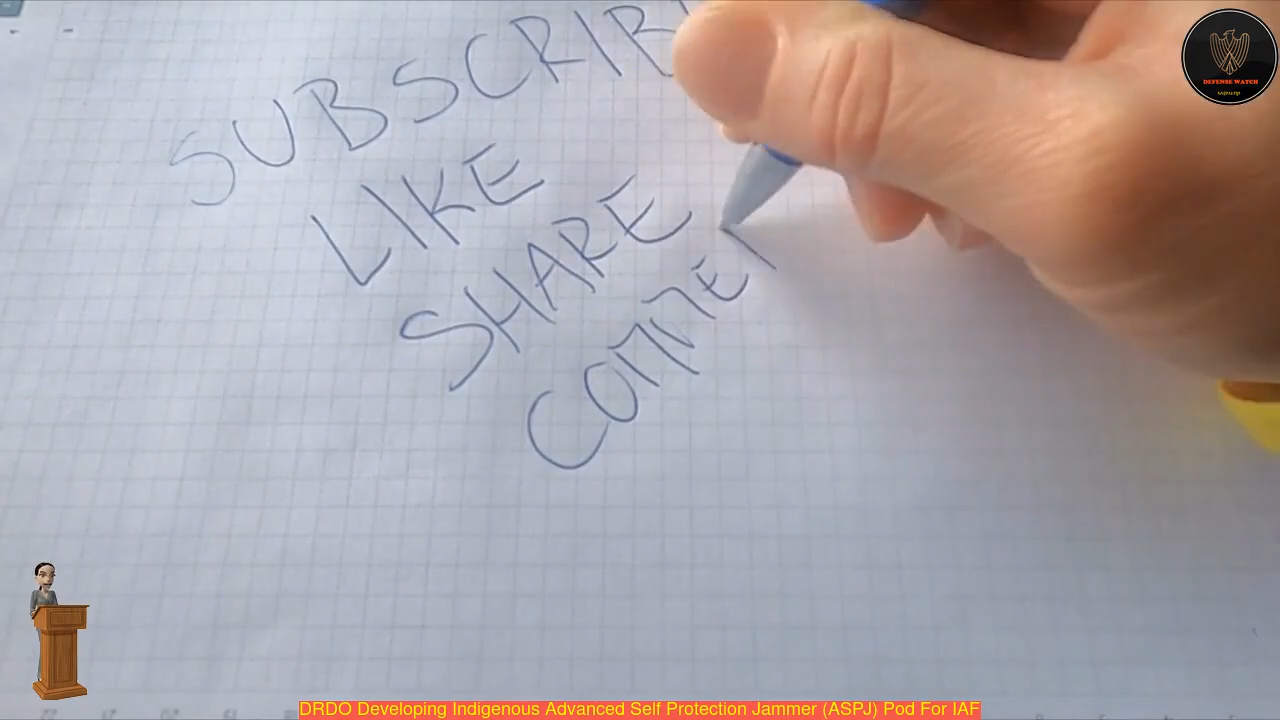 SUBSCRIB
LIKE
SHARE
COMME
DEFENSE WATCH
DRDO Developing Indigenous Advanced Self Protection Jammer (ASPJ) Pod For IAF